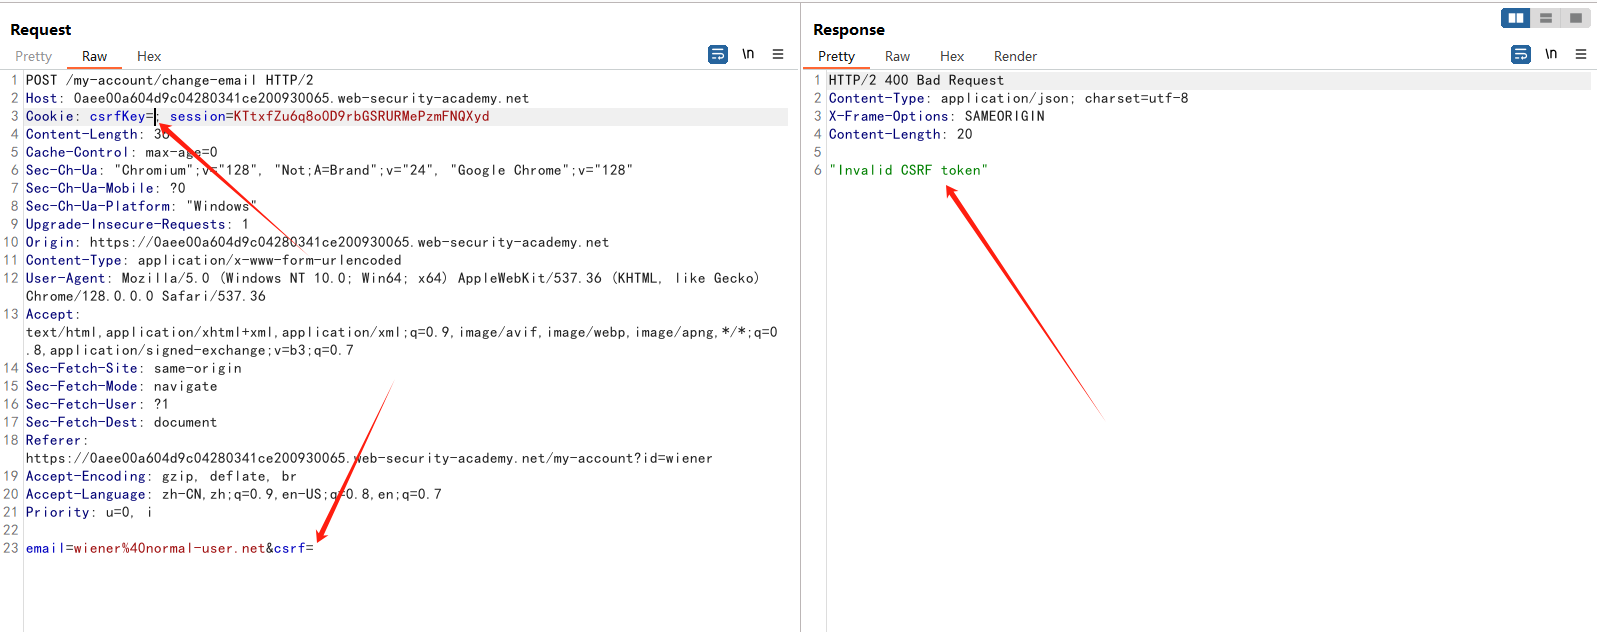 Request
Pretty Raw Hex
\n
1 POST /my-account/change-email HTTP/2
2 Host: 0aee00a604d9c04280341ce200930065.web-security-academy.net
3 Cookie: csrfKey=; session=KTtxfZu6q8oOD9rbGSRURMePzmFNQXyd
4 Content-Length: 36
5 Cache-Control: max-age=0
6 Sec-Ch-Ua: "Chromium";v="128", "Not;A=Brand";v="24", "Google Chrome";v="128"
7 Sec-Ch-Ua-Mobile: ?0
8 Sec-Ch-Ua-Platform: "Windows"
9 Upgrade-Insecure-Requests: 1
10 Origin: https://0aee00a604d9c04280341ce200930065.web-security-academy.net
11 Content-Type: application/x-www-form-urlencoded
12 User-Agent: Mozilla/5.0 (Windows NT 10.0; Win64; x64) AppleWebKit/537.36 (KHTML, like Gecko)
Chrome/128.0.0.0 Safari/537.36
13 Accept:
text/html,application/xhtml+xml,application/xml;q=0.9,image/avif,image/webp,image/apng,*/*;q=0
.8,application/signed-exchange;v=b3;q=0.7
14 Sec-Fetch-Site: same-origin
15 Sec-Fetch-Mode: navigate
16 Sec-Fetch-User: ?1
17 Sec-Fetch-Dest: document
18 Referer:
https://0aee00a604d9c04280341ce200930065.web-security-academy.net/my-account?id=wiener
19 Accept-Encoding: gzip, deflate, br
20 Accept-Language: zh-CN,zh;q=0.9,en-US;q=0.8,en;q=0.7
21 Priority: u=0, i
22
23 email=wiener%40normal-user.net&csrf=
Response
Pretty Raw Hex Render
\n
1 HTTP/2 400 Bad Request
2 Content-Type: application/json; charset=utf-8
3 X-Frame-Options: SAMEORIGIN
4 Content-Length: 20
5
6 "Invalid CSRF token"